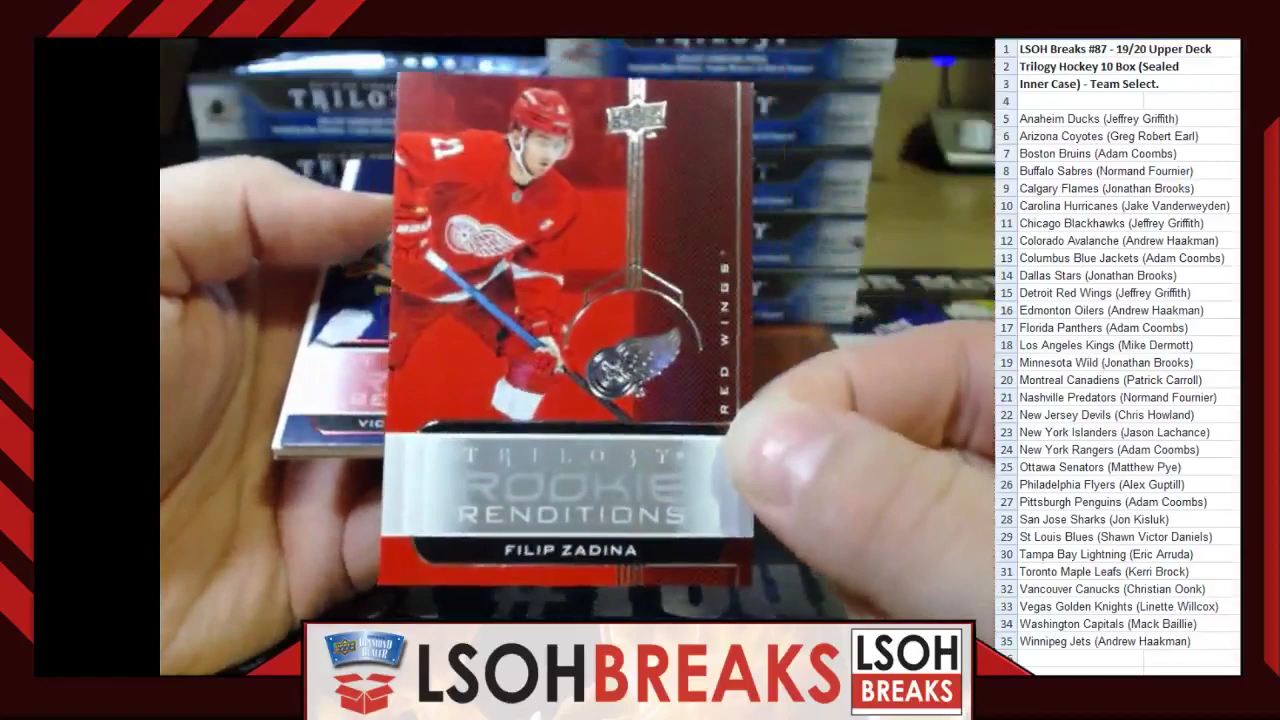 TRILOGY
TRILOGY
27
RED WINGS
TRILOGY
ROOKIE
RENDITIONS
FILIP ZADINA
BE
VIC
1 LSOH Breaks #87 - 19/20 Upper Deck
2 Trilogy Hockey 10 Box (Sealed
3 Inner Case) - Team Select.
4
5 Anaheim Ducks (Jeffrey Griffith)
6 Arizona Coyotes (Greg Robert Earl)
7 Boston Bruins (Adam Coombs)
8 Buffalo Sabres (Normand Fournier)
9 Calgary Flames (Jonathan Brooks)
10 Carolina Hurricanes (Jake Vanderweyden)
11 Chicago Blackhawks (Jeffrey Griffith)
12 Colorado Avalanche (Andrew Haakman)
13 Columbus Blue Jackets (Adam Coombs)
14 Dallas Stars (Jonathan Brooks)
15 Detroit Red Wings (Jeffrey Griffith)
16 Edmonton Oilers (Andrew Haakman)
17 Florida Panthers (Adam Coombs)
18 Los Angeles Kings (Mike Dermott)
19 Minnesota Wild (Jonathan Brooks)
20 Montreal Canadiens (Patrick Carroll)
21 Nashville Predators (Normand Fournier)
22 New Jersey Devils (Chris Howland)
23 New York Islanders (Jason Lachance)
24 New York Rangers (Adam Coombs)
25 Ottawa Senators (Matthew Pye)
26 Philadelphia Flyers (Alex Guptill)
27 Pittsburgh Penguins (Adam Coombs)
28 San Jose Sharks (Jon Kisluk)
29 St Louis Blues (Shawn Victor Daniels)
30 Tampa Bay Lightning (Eric Arruda)
31 Toronto Maple Leafs (Kerri Brock)
32 Vancouver Canucks (Christian Oonk)
33 Vegas Golden Knights (Linette Willcox)
34 Washington Capitals (Mack Baillie)
35 Winnipeg Jets (Andrew Haakman)
DIAMOND
DEALER
LSOHBREAKS
LSOH
BREAKS